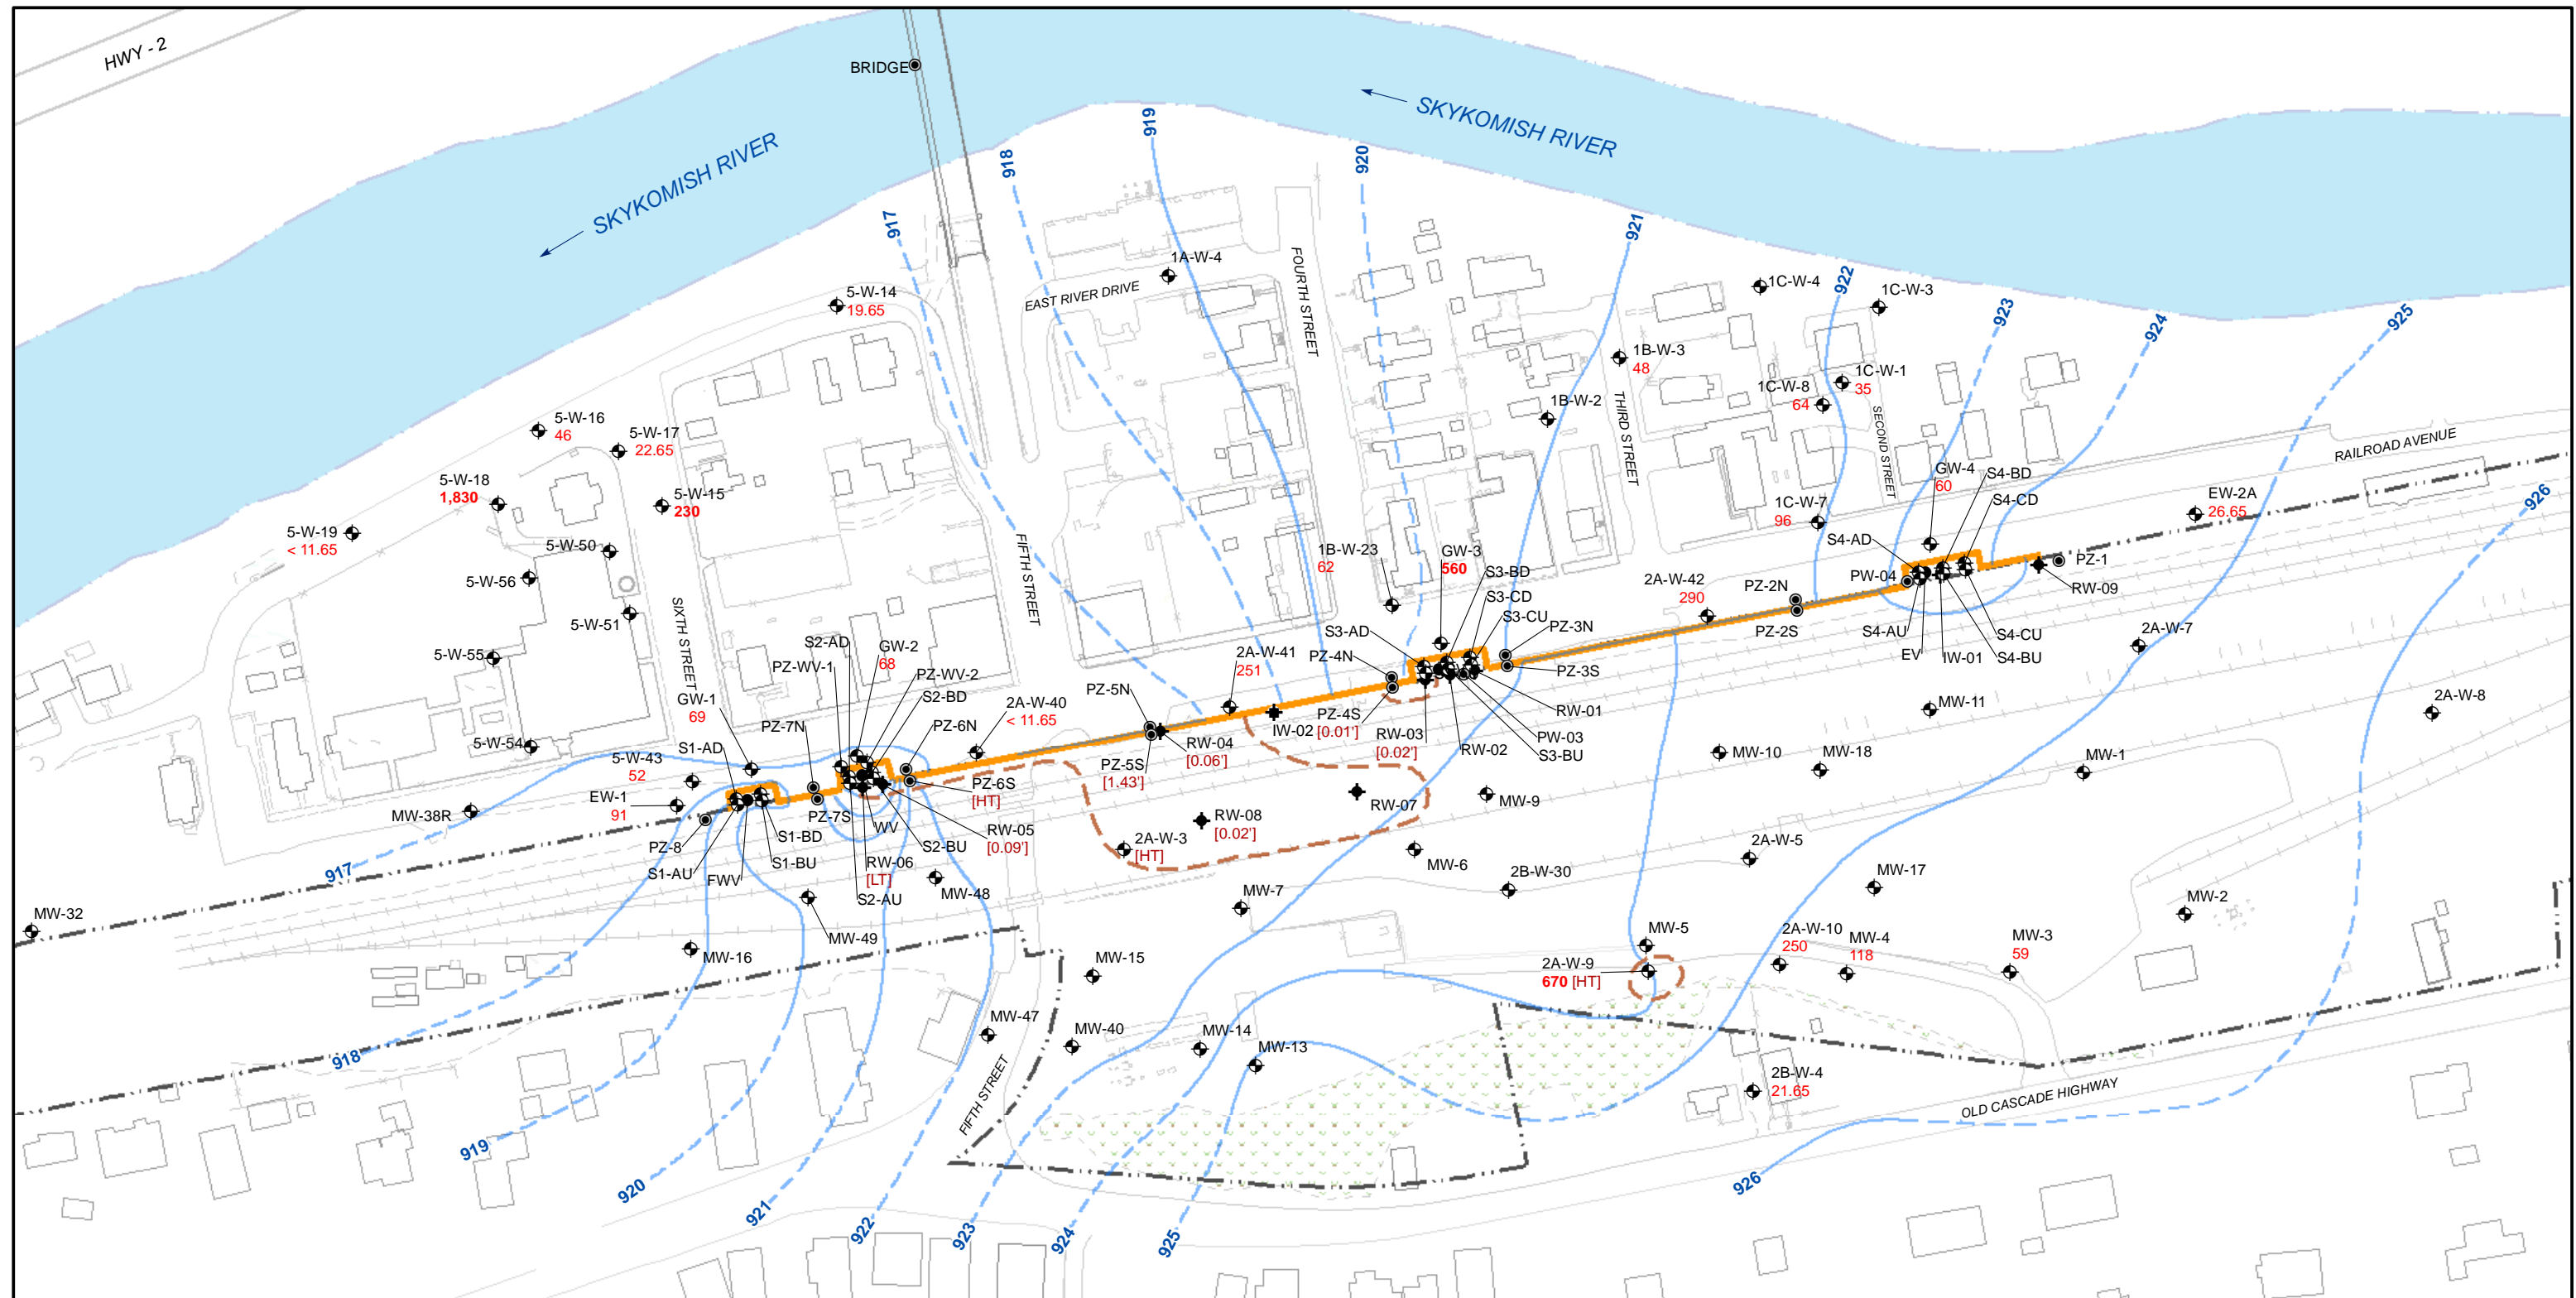 HWY - 2
BRIDGE
SKYKOMISH RIVER
SKYKOMISH RIVER
917
918
919
920
921
922
923
924
925
926
1A-W-4
EAST RIVER DRIVE
FOURTH STREET
5-W-14
19.65
1C-W-4
1C-W-3
1B-W-3
48
1C-W-1
35
1C-W-8
64
1B-W-2
THIRD STREET
SECOND STREET
RAILROAD AVENUE
5-W-16
46
5-W-17
22.65
5-W-18
1,830
5-W-15
230
5-W-19
< 11.65
5-W-50
5-W-56
5-W-51
5-W-55
5-W-54
SIXTH STREET
FIFTH STREET
1C-W-7
96
GW-4
60
S4-BD
S4-CD
S4-AD
EW-2A
26.65
PW-04
PZ-1
RW-09
S4-AU
EV
IW-01
S4-CU
S4-BU
2A-W-7
2A-W-8
1B-W-23
62
GW-3
560
S3-BD
S3-CD
S3-CU
S3-AD
PZ-3N
PZ-3S
2A-W-42
290
PZ-2N
PZ-2S
PZ-4N
PZ-4S
[0.01']
RW-03
[0.02']
RW-02
RW-01
PW-03
S3-BU
IW-02
2A-W-41
251
PZ-5N
PZ-5S
[1.43']
RW-04
[0.06']
2A-W-40
< 11.65
S2-AD
GW-2
68
PZ-WV-1
PZ-WV-2
S2-BD
PZ-6N
PZ-6S
[HT]
GW-1
69
PZ-7N
S1-AD
5-W-43
52
EW-1
91
MW-38R
PZ-7S
WV
S1-BD
S1-BU
PZ-8
S1-AU
FWV
RW-06
[LT]
S2-AU
S2-BU
RW-05
[0.09']
MW-48
MW-49
MW-16
MW-32
2A-W-3
[HT]
RW-08
[0.02']
RW-07
MW-9
MW-6
MW-7
2B-W-30
MW-10
MW-18
MW-11
MW-1
2A-W-5
MW-17
MW-2
MW-5
2A-W-9
670 [HT]
2A-W-10
250
MW-4
118
MW-3
59
MW-15
MW-47
MW-40
MW-14
MW-13
2B-W-4
21.65
FIFTH STREET
OLD CASCADE HIGHWAY
917
918
919
920
921
922
923
924
925
926